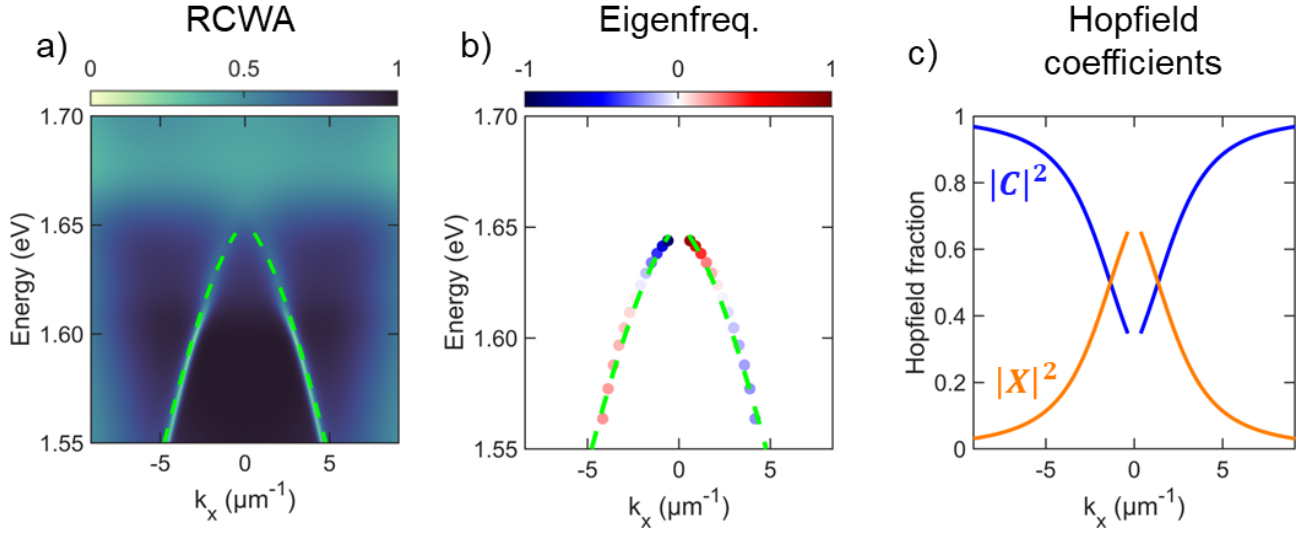 RCWA
Eigenfreq.
Hopfield
coefficients
a)
b)
c)
0 0.5 1
-1 0 1
1.70
1.65
1.60
1.55
Energy (eV)
-5 0 5
k_x (µm⁻¹)
1.70
1.65
1.60
1.55
Energy (eV)
-5 0 5
k_x (µm⁻¹)
1
0.8
0.6
0.4
0.2
0
Hopfield fraction
|C|²
|X|²
-5 0 5
k_x (µm⁻¹)